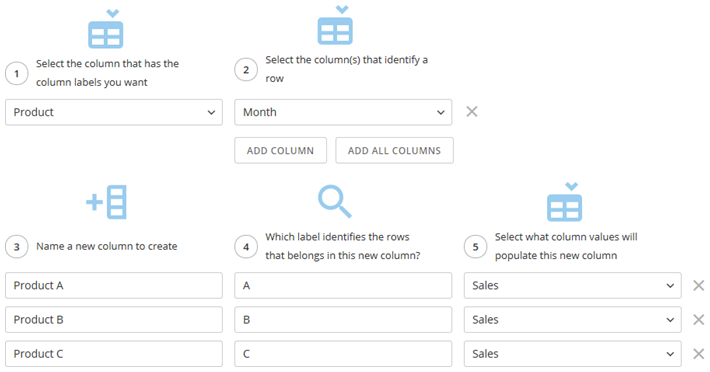 1
Select the column that has the
column labels you want
2
Select the column(s) that identify a
row
Product
Month
ADD COLUMN
ADD ALL COLUMNS
3
Name a new column to create
4
Which label identifies the rows
that belongs in this new column?
5
Select what column values will
populate this new column
Product A
A
Sales
Product B
B
Sales
Product C
C
Sales